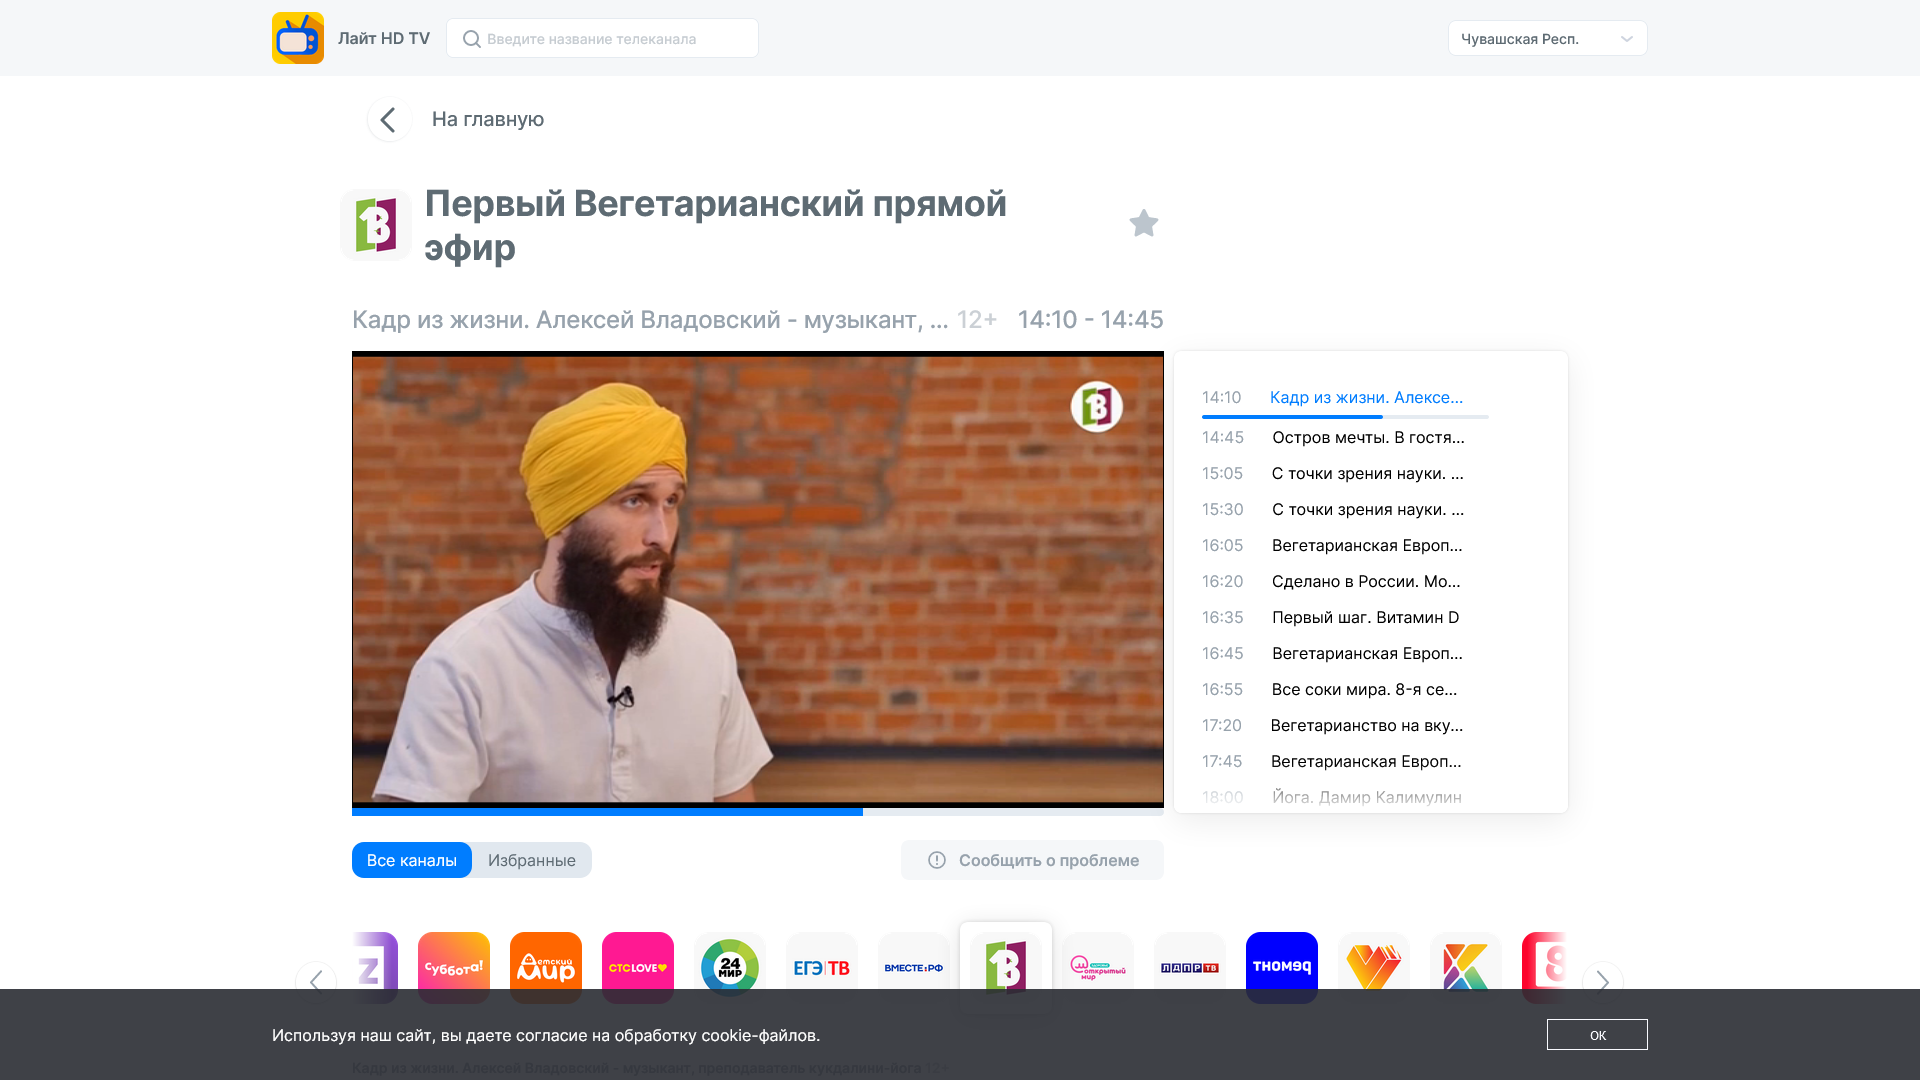 Лайт HD TV
Введите название телеканала
Чувашская Респ.
На главную
Первый Вегетарианский прямой
эфир
Кадр из жизни. Алексей Владовский - музыкант, ... 12+ 14:10 - 14:45
14:10 Кадр из жизни. Алексе...
14:45 Остров мечты. В гостя...
15:05 С точки зрения науки. ...
15:30 С точки зрения науки. ...
16:05 Вегетарианская Европ...
16:20 Сделано в России. Мо...
16:35 Первый шаг. Витамин D
16:45 Вегетарианская Европ...
16:55 Все соки мира. 8-я се...
17:20 Вегетарианство на вку...
17:45 Вегетарианская Европ...
18:00 Йога. Дамир Калимулин
Все каналы Избранные
Сообщить о проблеме
Z
суббота!
Детский Мир
СТС LOVE
24 МИР
ЕГЭ ТВ
ВМЕСТЕ:РФ
1В
открытый мир
ЛДПР ТВ
тномер
Используя наш сайт, вы даете согласие на обработку cookie-файлов.
ОК
Кадр из жизни. Алексей Владовский - музыкант, преподаватель кукдалини-йога 12+